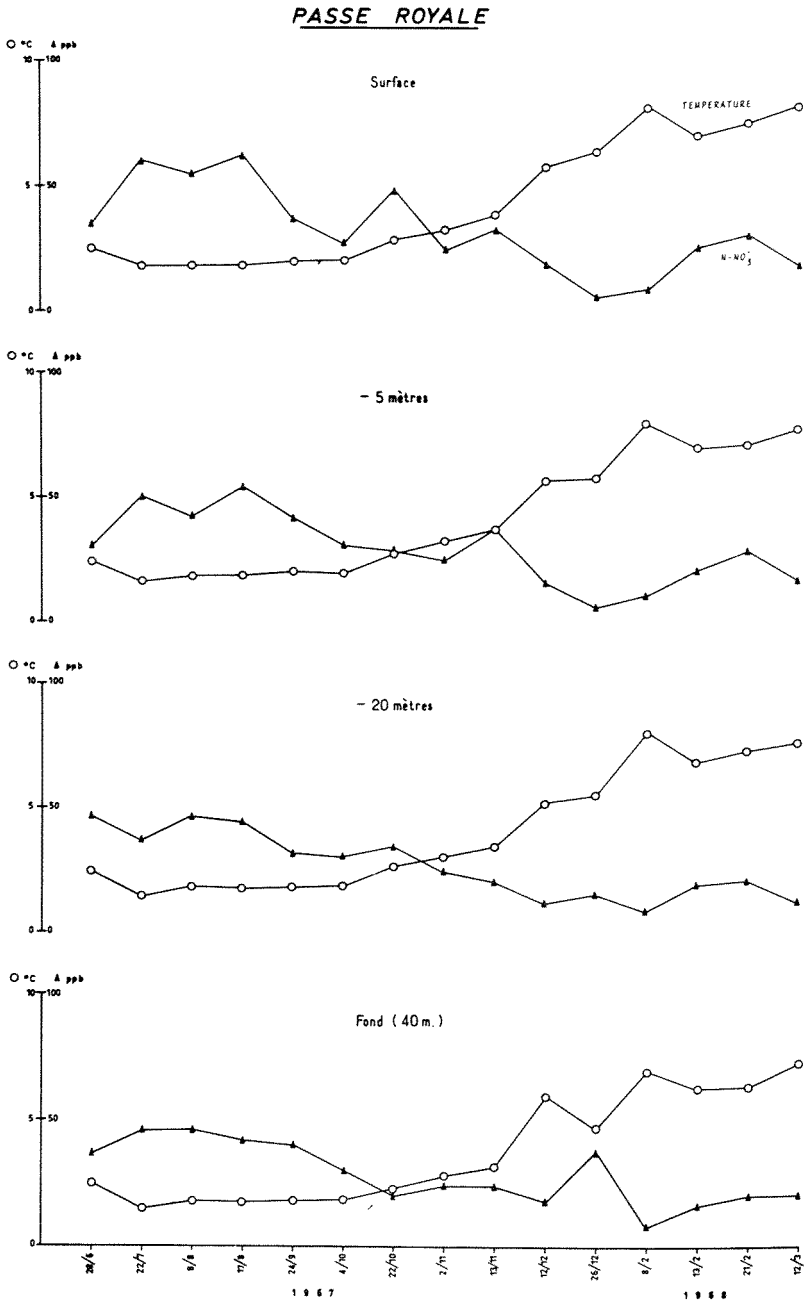 PASSE ROYALE
°C ppb
10 100
Surface
TEMPERATURE
5 50
N-NO3-
0 0
°C ppb
10 100
- 5 mètres
5 50
0 0
°C ppb
10 100
- 20 mètres
5 50
0 0
°C ppb
10 100
Fond (40 m.)
5 50
0 0
20/6 22/7 9/8 17/8 24/9 4/10 22/10 2/11 13/11 12/12 26/12 8/2 13/2 21/2 12/3
1967 1968